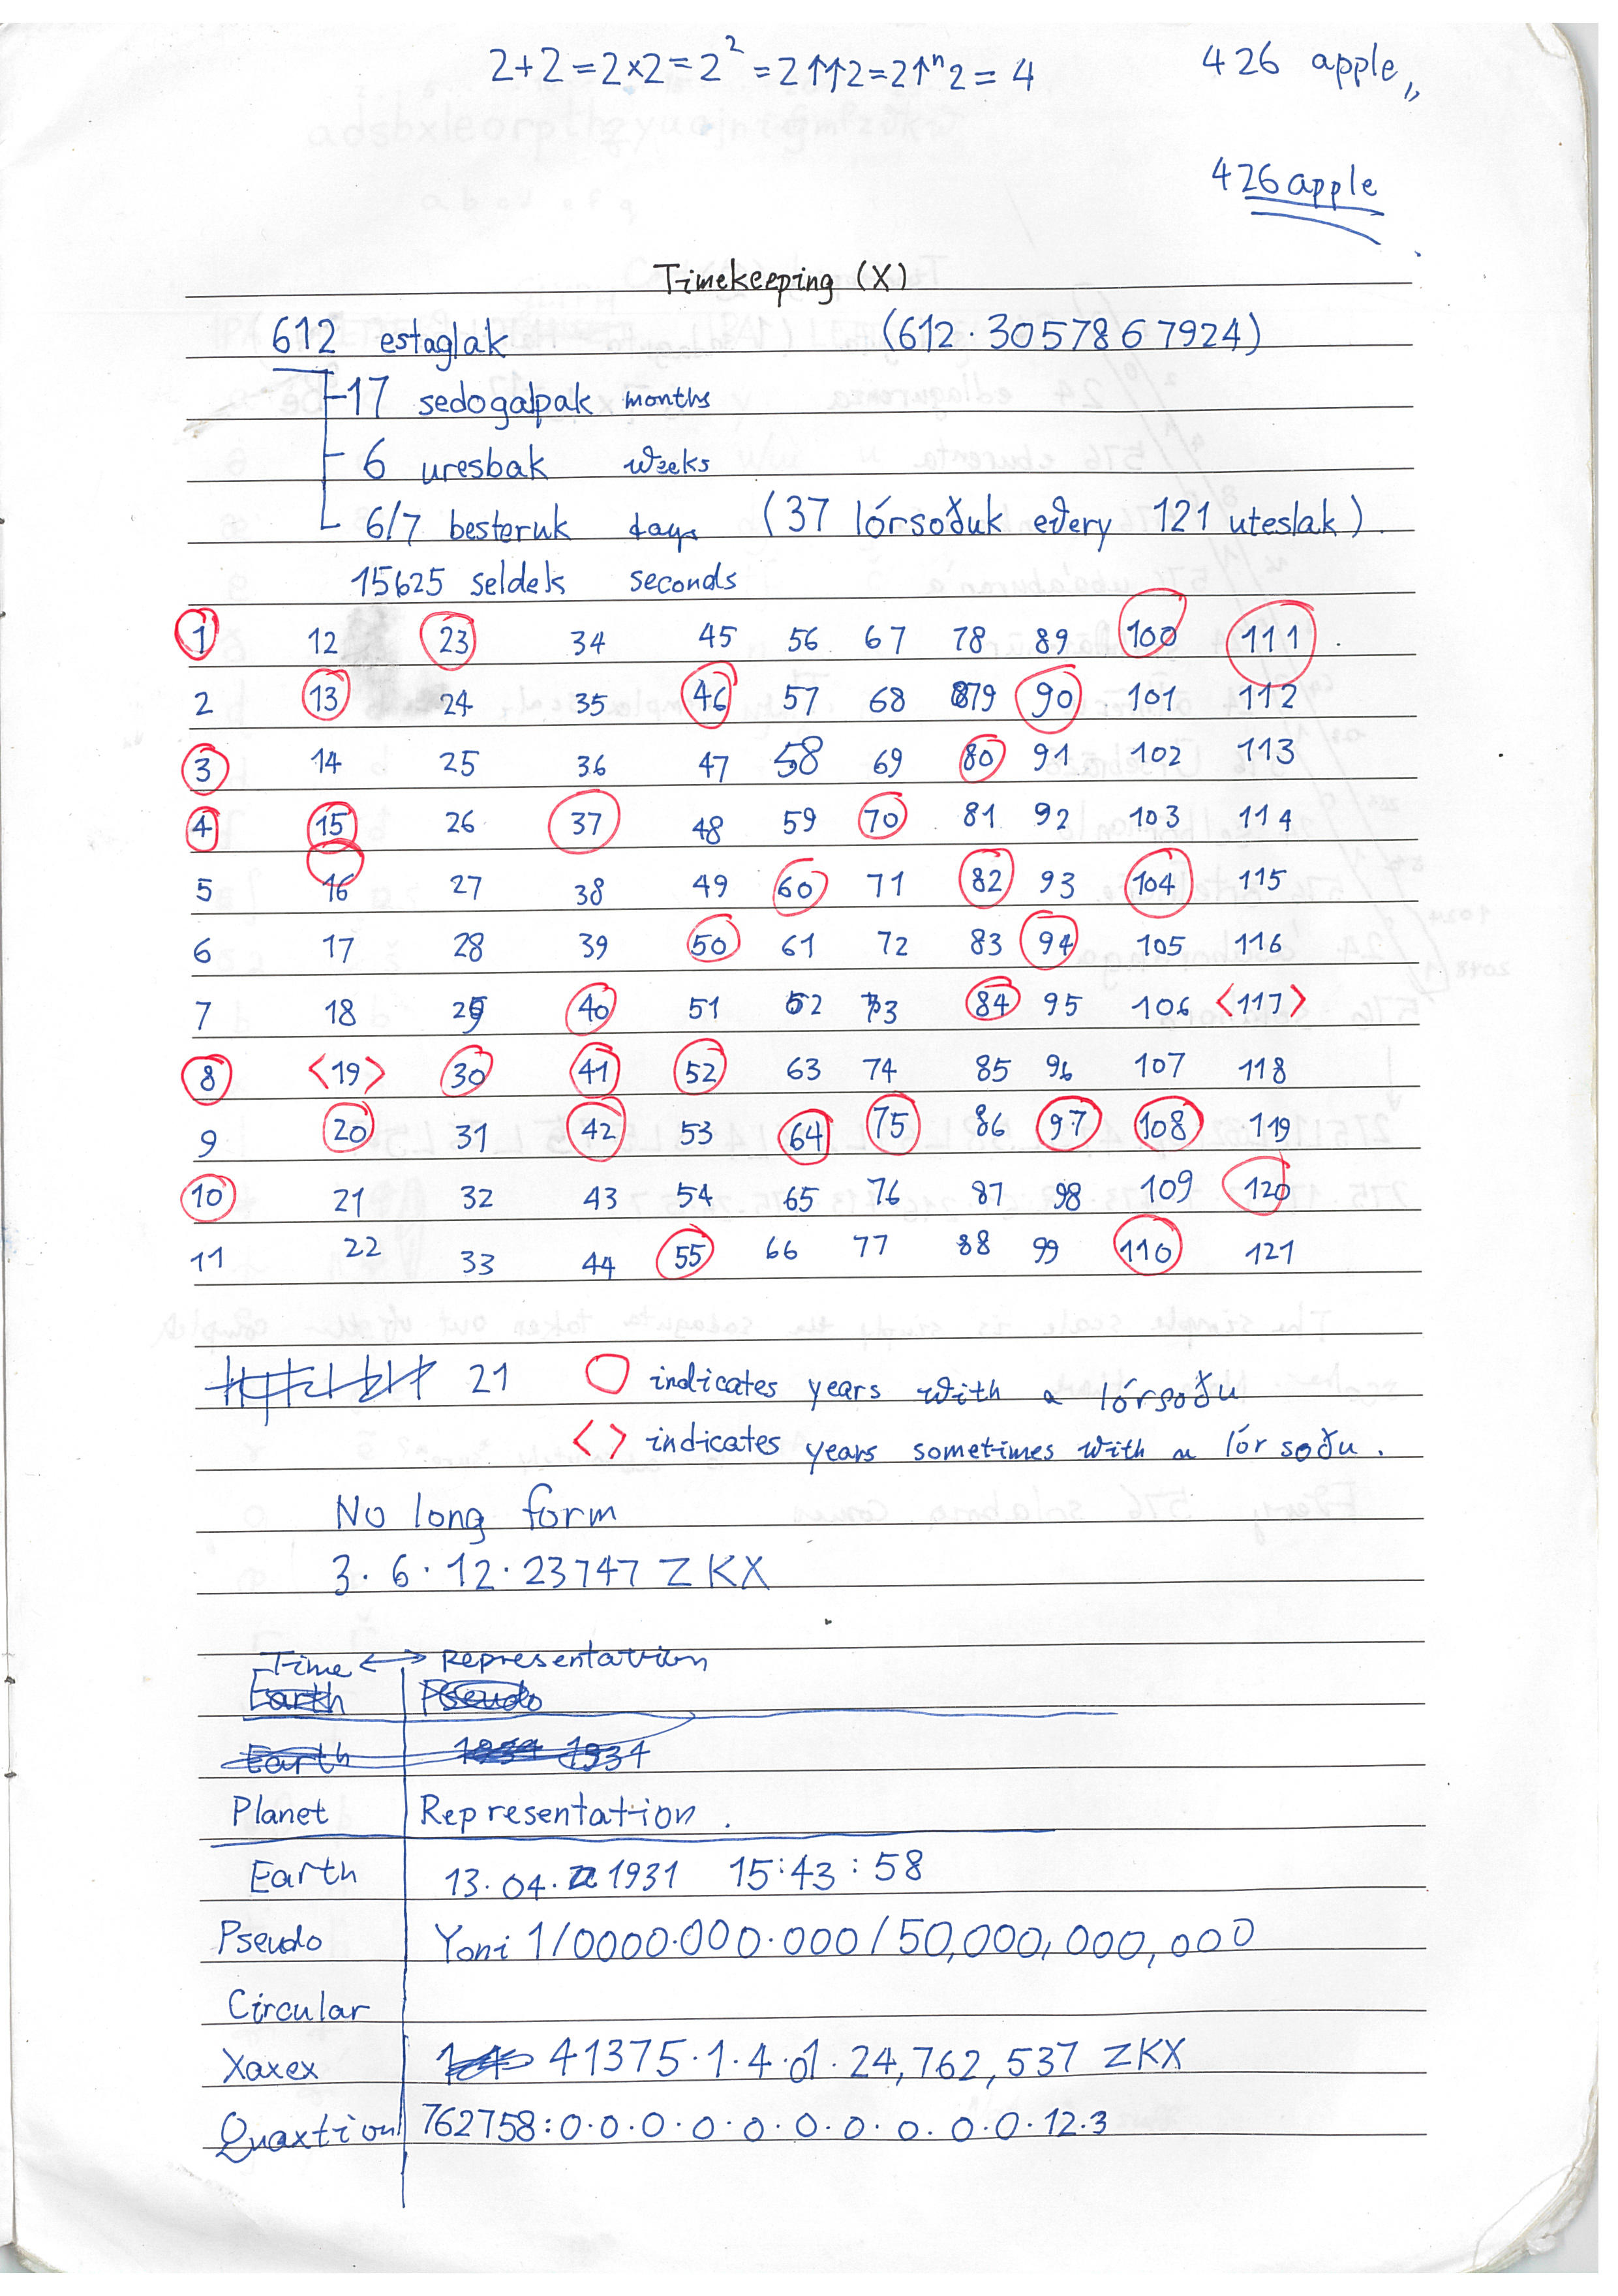 2+2=2×2=2²=2↑↑2=2↑ⁿ2=4 426 apple,,
426 apple
Timekeeping (X)
612 estaglak (612.3057867924)
17 sedogalpak months
6 uresbak weeks
6/7 besteruk days (37 lórsoðuk eðery 121 uteslak).
15625 seldek seconds
1 12 23 34 45 56 67 78 89 100 111
2 13 24 35 46 57 68 79 90 101 112
3 14 25 36 47 58 69 80 91 102 113
4 15 26 37 48 59 70 81 92 103 114
5 16 27 38 49 60 71 82 93 104 115
6 17 28 39 50 61 72 83 94 105 116
7 18 29 40 51 62 73 84 95 106 <117>
8 <19> 30 41 52 63 74 85 96 107 118
9 20 31 42 53 64 75 86 97 108 119
10 21 32 43 54 65 76 87 98 109 120
11 22 33 44 55 66 77 88 99 110 121
21 ○ indicates years with a lórsoðu
<> indicates years sometimes with a lórsoðu.
No long form
3.6.12.23747 ZKX
Time ↔ Representation
Earth Pseudo
Earth 1934
Planet Representation.
Earth 13.04.1931 15:43:58
Pseudo Yoni 1/0000.000.000/50,000,000,000
Circular
Xaxex 41375.1.4.01.24,762,537 ZKX
Quaxtion 762758:0.0.0.0.0.0.0.0.0.0.12.3